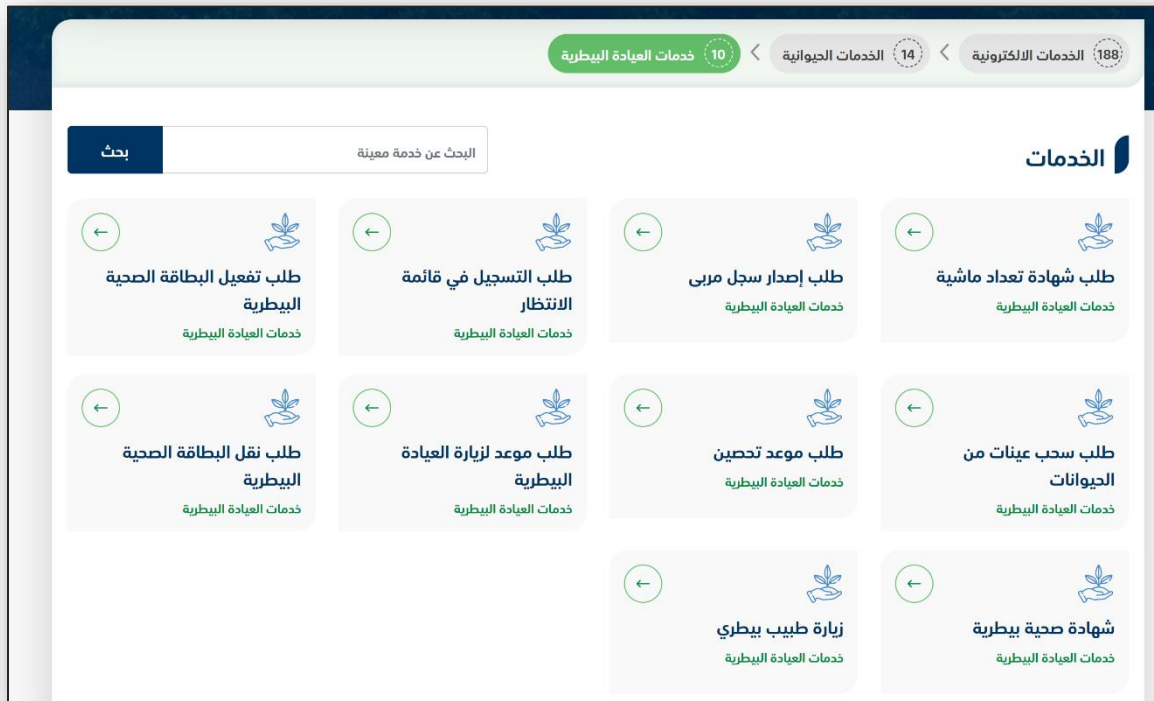 188 الخدمات الالكترونية
14 الخدمات الحيوانية
10 خدمات العيادة البيطرية
الخدمات
البحث عن خدمة معينة
بحث
طلب شهادة تعداد ماشية
خدمات العيادة البيطرية
طلب إصدار سجل مربى
خدمات العيادة البيطرية
طلب التسجيل في قائمة
الانتظار
خدمات العيادة البيطرية
طلب تفعيل البطاقة الصحية
البيطرية
خدمات العيادة البيطرية
طلب سحب عينات من
الحيوانات
خدمات العيادة البيطرية
طلب موعد تحصين
خدمات العيادة البيطرية
طلب موعد لزيارة العيادة
البيطرية
خدمات العيادة البيطرية
طلب نقل البطاقة الصحية
البيطرية
خدمات العيادة البيطرية
شهادة صحية بيطرية
خدمات العيادة البيطرية
زيارة طبيب بيطري
خدمات العيادة البيطرية